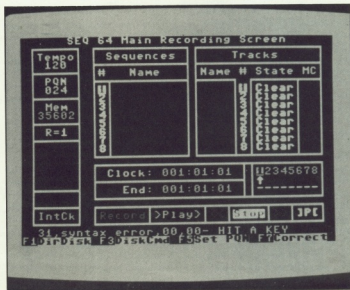 SEQ 64 Main Recording Screen
Tempo
120
PQN
024
Mem
35602
R=1
IntCk
Sequences
# Name
1
2
3
4
5
6
7
8
Tracks
Name # State MC
1 Clear
2 Clear
3 Clear
4 Clear
5 Clear
6 Clear
7 Clear
8 Clear
Clock: 001:01:01
End: 001:01:01
12345678
--------
Record >Play> Stop
31,syntax error,00,00- HIT A KEY
F1DirDisk F3DiskCmd F5Set PQN F7Correct